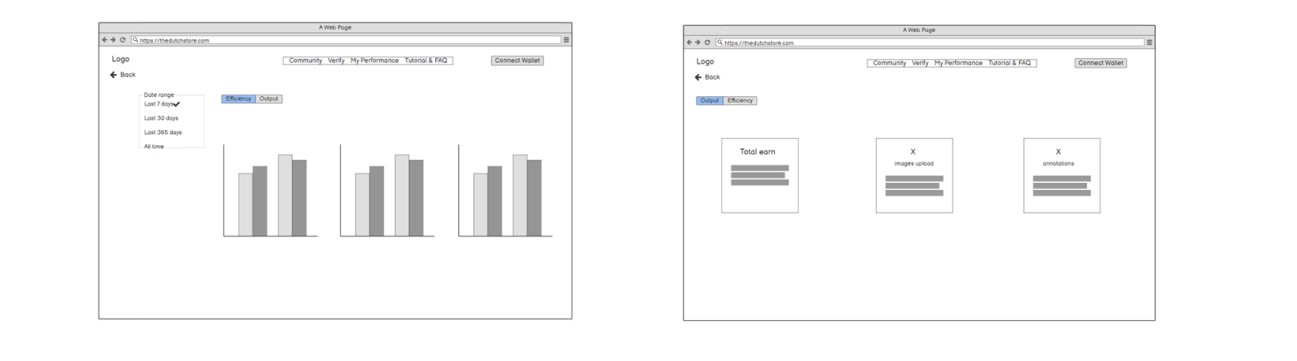 A Web Page
https://thedutchstore.com
Logo
Community Verify My Performance Tutorial & FAQ
Connect Wallet
Back
Date range
Last 7 days
Last 30 days
Last 365 days
All time
Efficiency Output
A Web Page
https://thedutchstore.com
Logo
Community Verify My Performance Tutorial & FAQ
Connect Wallet
Back
Output Efficiency
Total earn
X
images upload
X
annotations